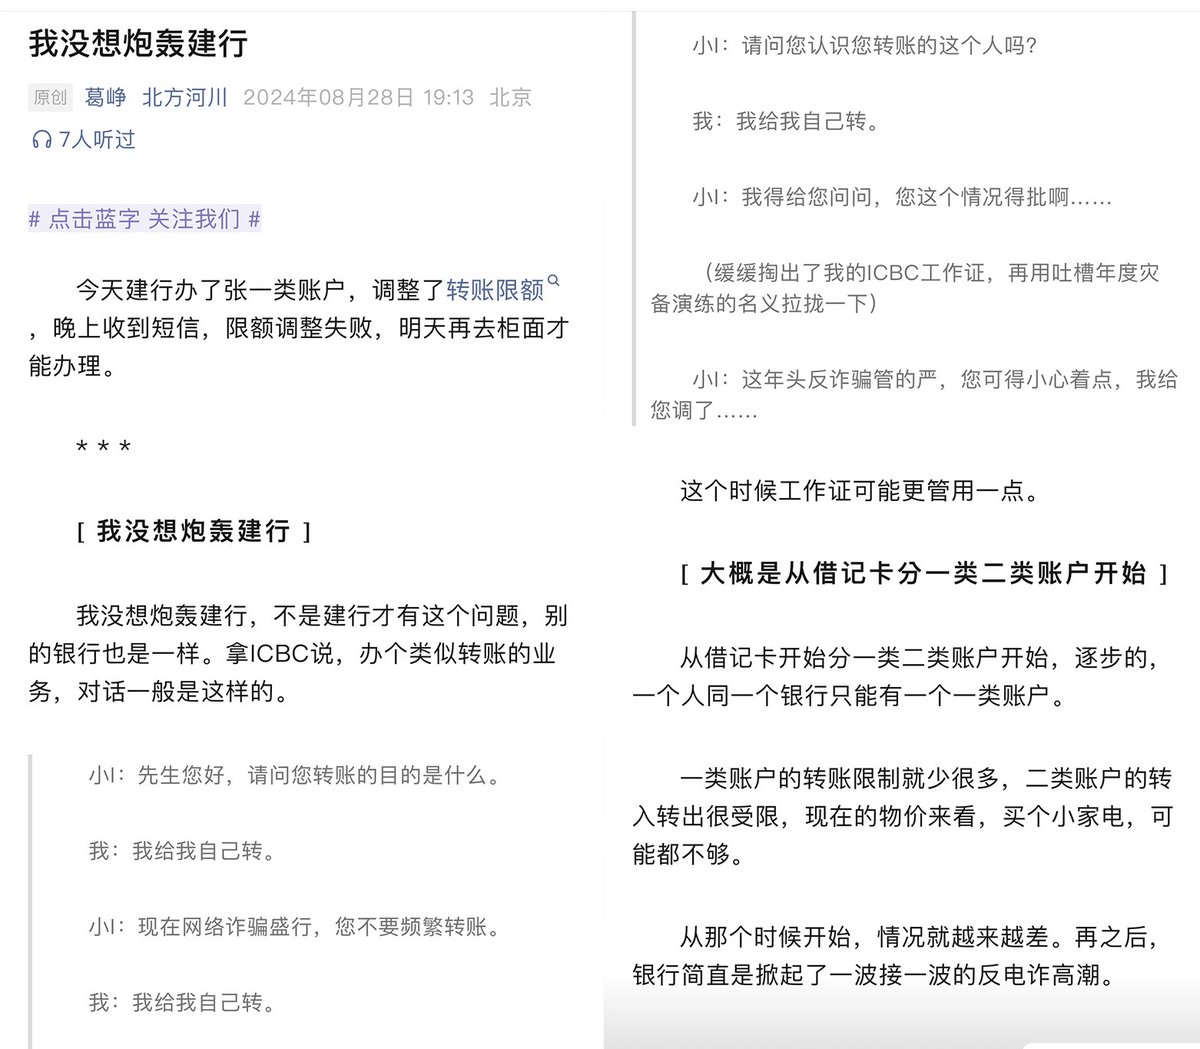 我没想炮轰建行
原创 葛峥 北方河川 2024年08月28日 19:13 北京
7人听过
# 点击蓝字 关注我们 #
今天建行办了张一类账户，调整了转账限额
，晚上收到短信，限额调整失败，明天再去柜面才
能办理。
* * *
[ 我没想炮轰建行 ]
我没想炮轰建行，不是建行才有这个问题，别
的银行也是一样。拿ICBC说，办个类似转账的业
务，对话一般是这样的。
小I：先生您好，请问您转账的目的是什么。
我：我给我自己转。
小I：现在网络诈骗盛行，您不要频繁转账。
我：我给我自己转。
小I：请问您认识您转账的这个人吗？
我：我给我自己转。
小I：我得给您问问，您这个情况得批啊……
（缓缓掏出了我的ICBC工作证，再用吐槽年度灾
备演练的名义拉拢一下）
小I：这年头反诈骗管的严，您可得小心着点，我给
您调了……
这个时候工作证可能更管用一点。
[ 大概是从借记卡分一类二类账户开始 ]
从借记卡开始分一类二类账户开始，逐步的，
一个人同一个银行只能有一个一类账户。
一类账户的转账限制就少很多，二类账户的转
入转出很受限，现在的物价来看，买个小家电，可
能都不够。
从那个时候开始，情况就越来越差。再之后，
银行简直是掀起了一波接一波的反电诈高潮。